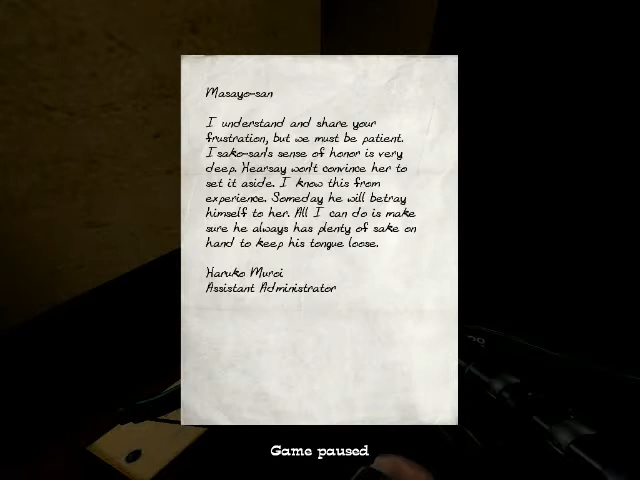 Masayo-san
I understand and share your
frustration, but we must be patient.
Isako-san's sense of honor is very
deep. Hearsay won't convince her to
set it aside. I know this from
experience. Someday he will betray
himself to her. All I can do is make
sure he always has plenty of sake on
hand to keep his tongue loose.
Haruko Muroi
Assistant Administrator
Game paused